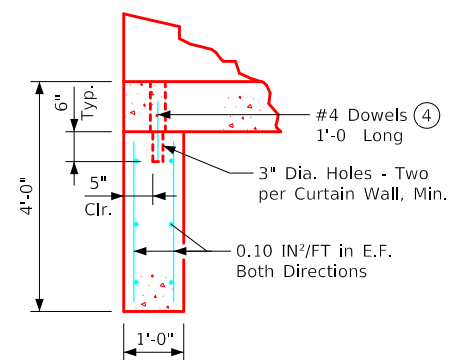 6"
Typ.
#4 Dowels 4
1'-0 Long
3" Dia. Holes - Two
per Curtain Wall, Min.
5"
Clr.
4'-0"
0.10 IN²/FT in E.F.
Both Directions
1'-0"